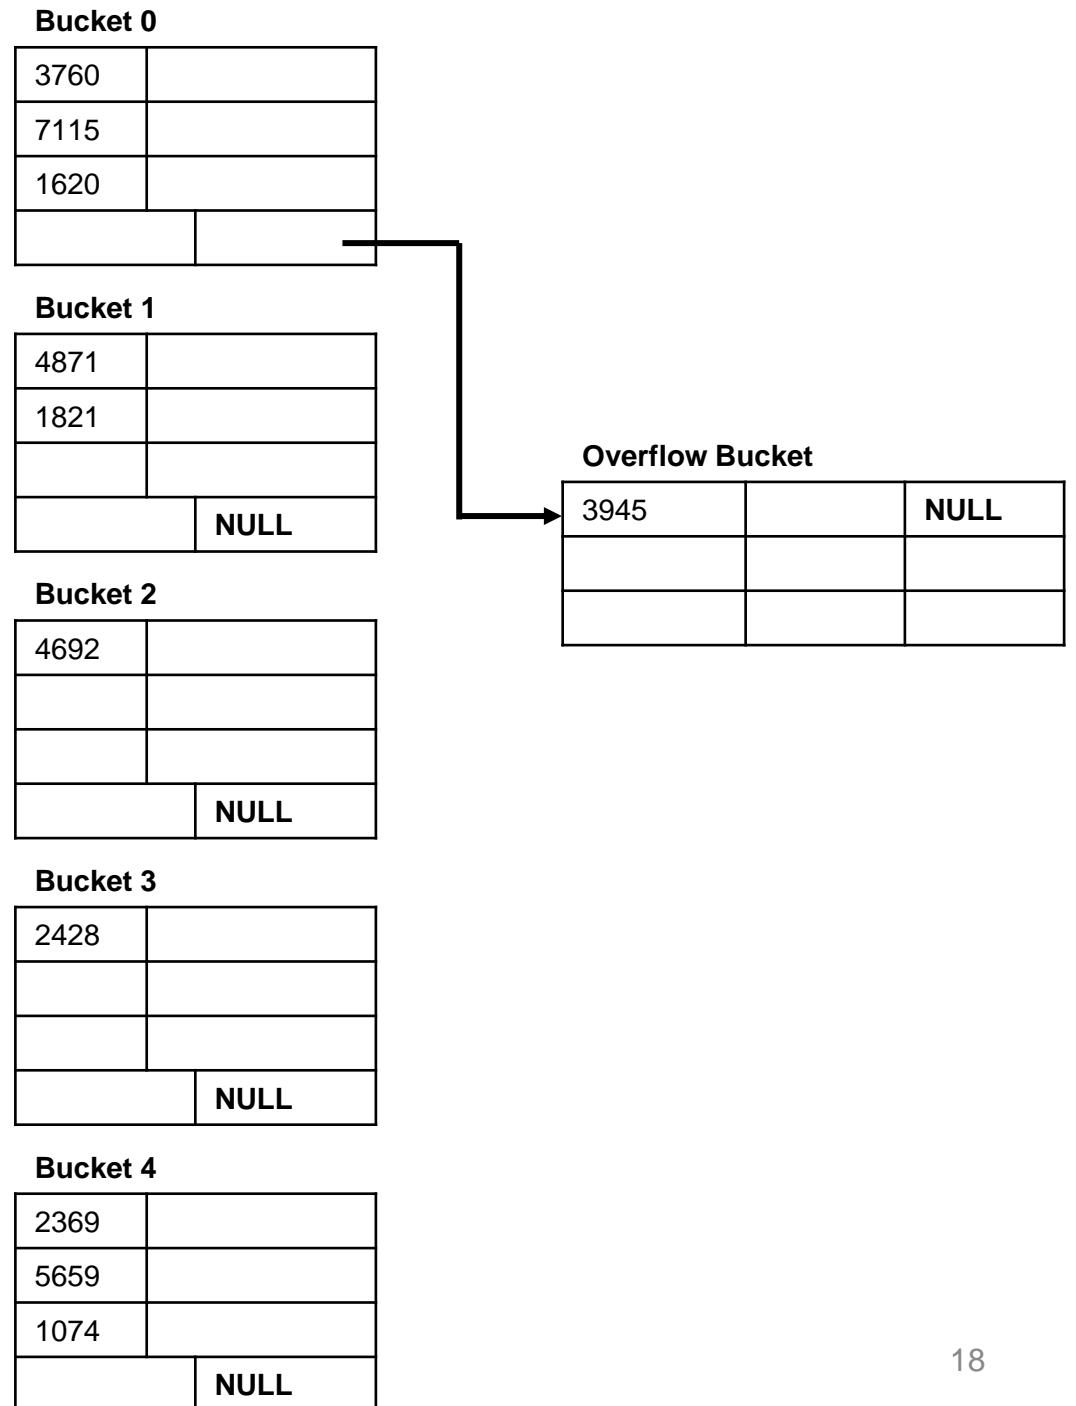 Bucket 0
3760
7115
1620
Bucket 1
4871
1821
NULL
Bucket 2
4692
NULL
Bucket 3
2428
NULL
Bucket 4
2369
5659
1074
NULL
Overflow Bucket
3945 NULL
18